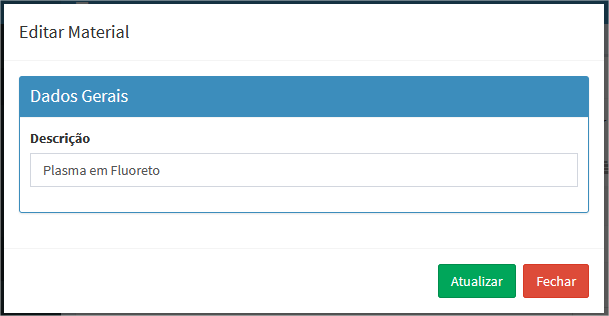 Editar Material
Dados Gerais
Descrição
Plasma em Fluoreto
Atualizar
Fechar